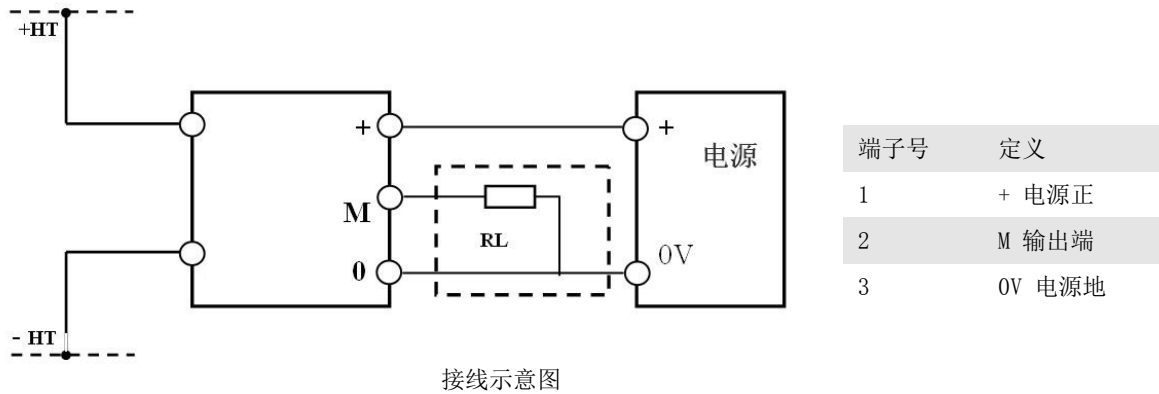 +HT
+
+
电源
M
RL
0
0V
- HT
接线示意图
端子号 定义
1 + 电源正
2 M 输出端
3 0V 电源地